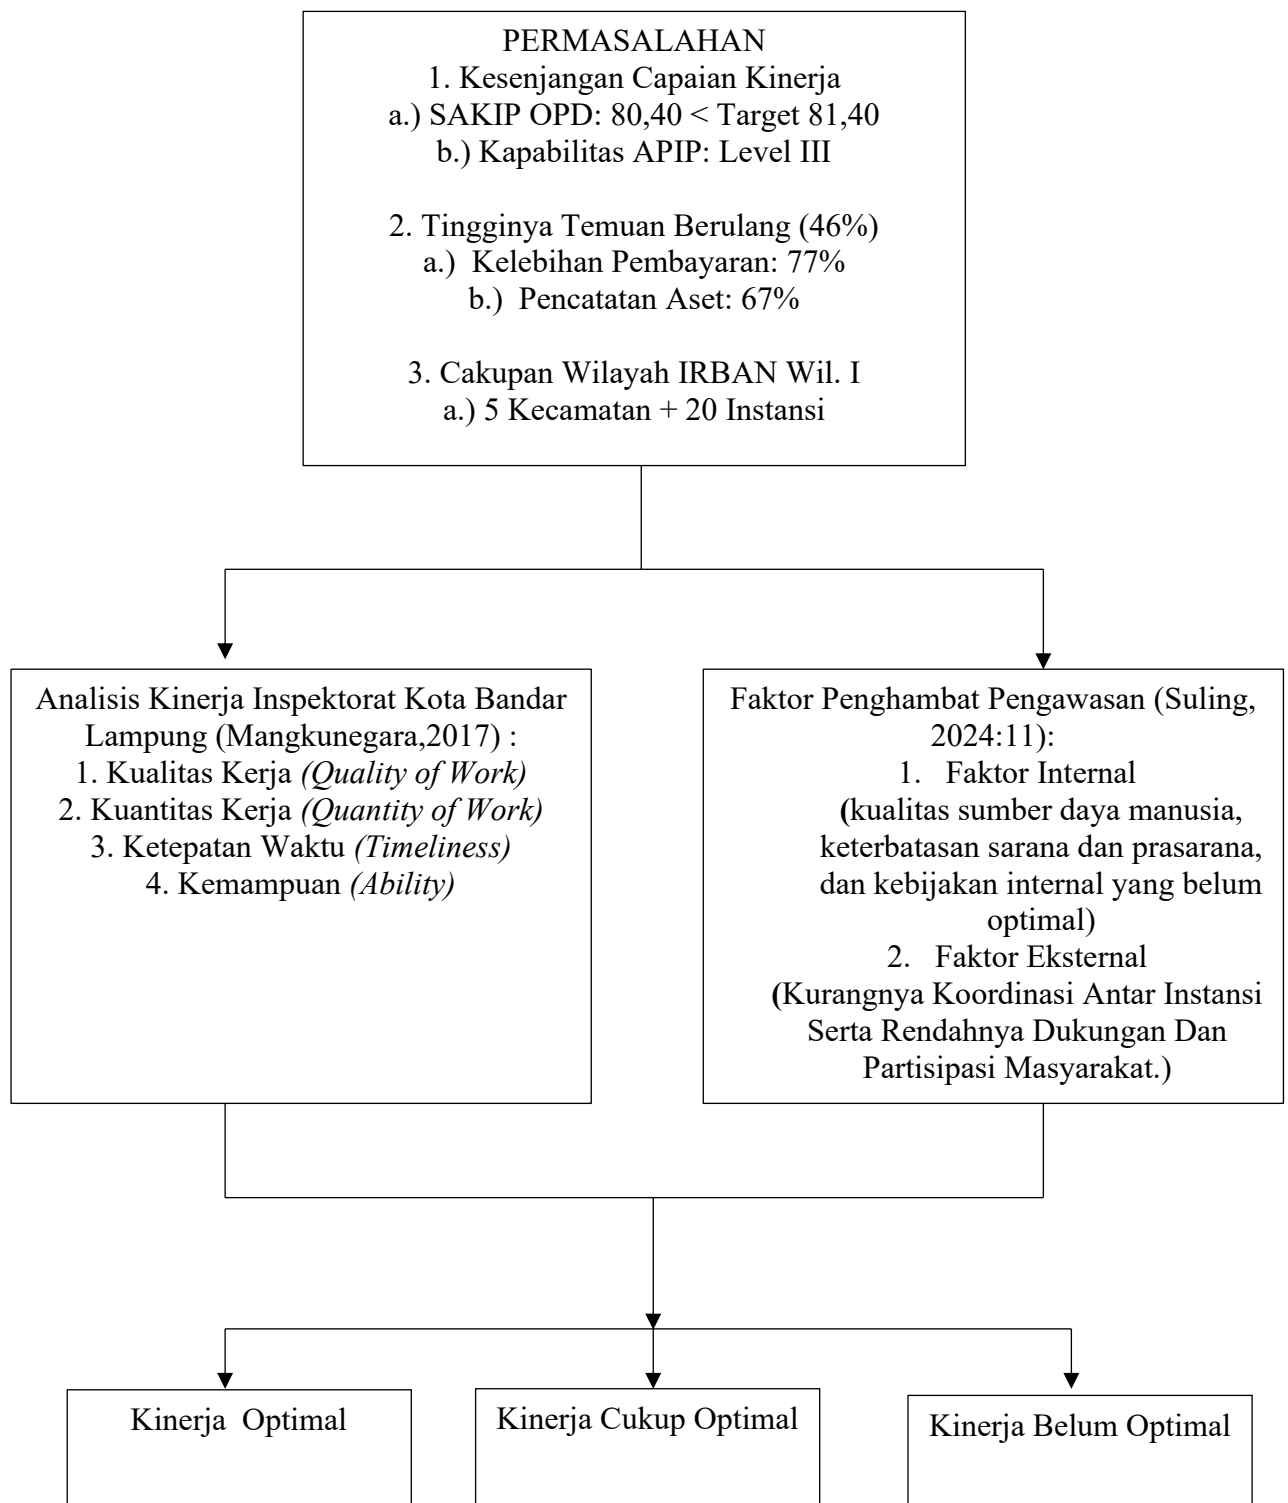 PERMASALAHAN
1. Kesenjangan Capaian Kinerja
a.) SAKIP OPD: 80,40 < Target 81,40
b.) Kapabilitas APIP: Level III
2. Tingginya Temuan Berulang (46%)
a.) Kelebihan Pembayaran: 77%
b.) Pencatatan Aset: 67%
3. Cakupan Wilayah IRBAN Wil. I
a.) 5 Kecamatan + 20 Instansi
Analisis Kinerja Inspektorat Kota Bandar
Lampung (Mangkunegara,2017) :
1. Kualitas Kerja (Quality of Work)
2. Kuantitas Kerja (Quantity of Work)
3. Ketepatan Waktu (Timeliness)
4. Kemampuan (Ability)
Faktor Penghambat Pengawasan (Suling,
2024:11):
1. Faktor Internal
(kualitas sumber daya manusia,
keterbatasan sarana dan prasarana,
dan kebijakan internal yang belum
optimal)
2. Faktor Eksternal
(Kurangnya Koordinasi Antar Instansi
Serta Rendahnya Dukungan Dan
Partisipasi Masyarakat.)
Kinerja Optimal
Kinerja Cukup Optimal
Kinerja Belum Optimal